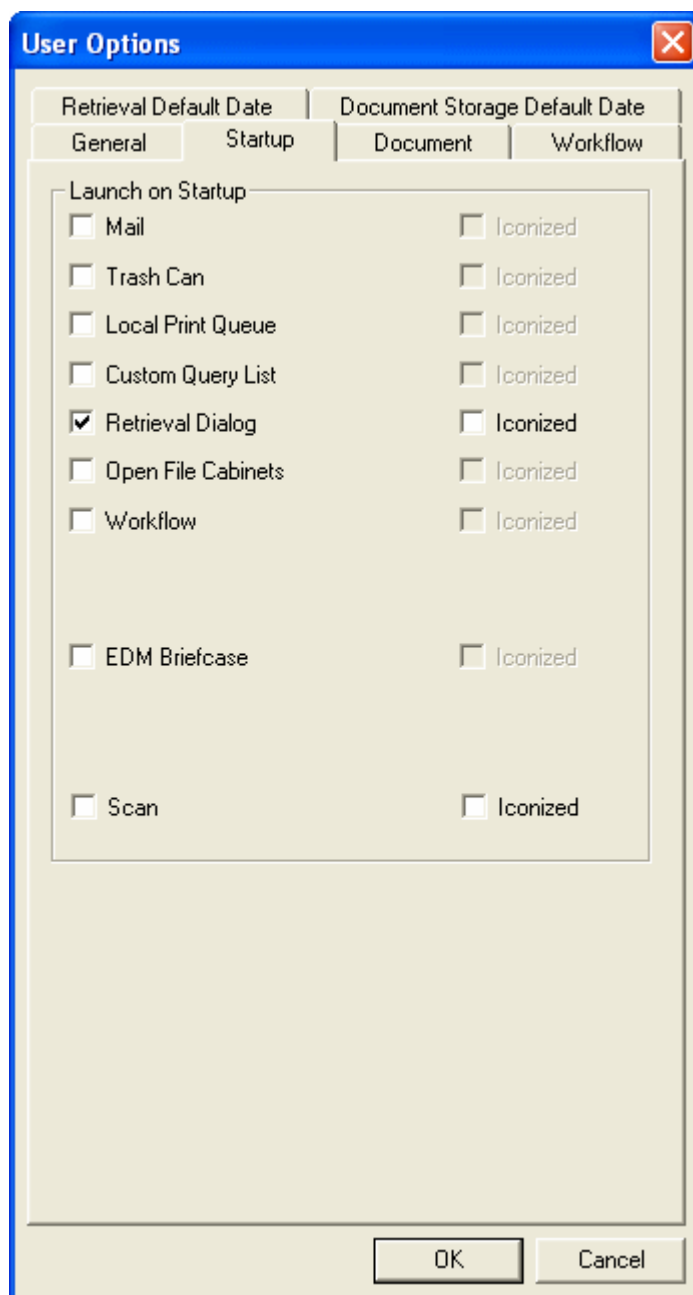 User Options
Retrieval Default Date Document Storage Default Date
General Startup Document Workflow
Launch on Startup
Mail Iconized
Trash Can Iconized
Local Print Queue Iconized
Custom Query List Iconized
Retrieval Dialog Iconized
Open File Cabinets Iconized
Workflow Iconized
EDM Briefcase Iconized
Scan Iconized
OK Cancel